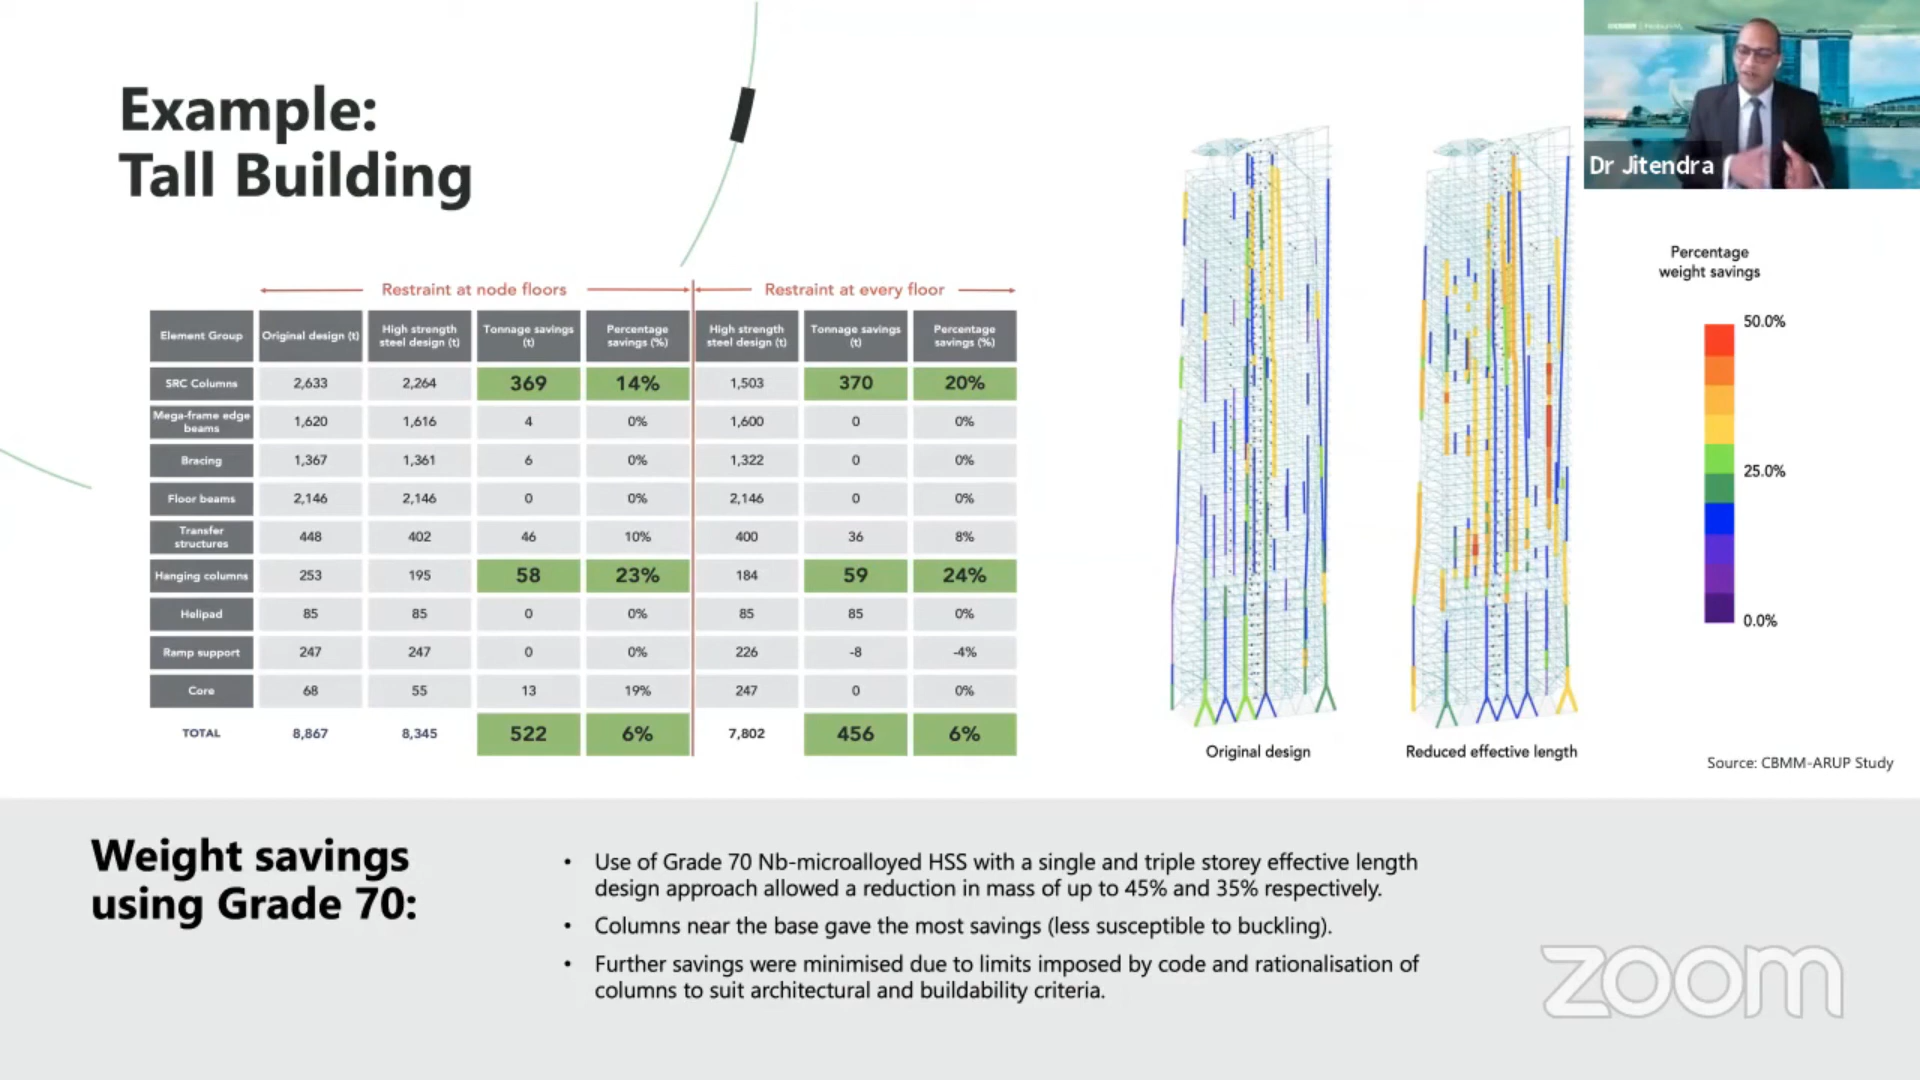 Example:
Tall Building
Dr Jitendra
Restraint at node floors
Restraint at every floor
Element Group
Original design (t)
High strength
steel design (t)
Tonnage savings
(t)
Percentage
savings (%)
High strength
steel design (t)
Tonnage savings
(t)
Percentage
savings (%)
SRC Columns 2,633 2,264 369 14% 1,503 370 20%
Mega-frame edge
beams 1,620 1,616 4 0% 1,600 0 0%
Bracing 1,367 1,361 6 0% 1,322 0 0%
Floor beams 2,146 2,146 0 0% 2,146 0 0%
Transfer
structures 448 402 46 10% 400 36 8%
Hanging columns 253 195 58 23% 184 59 24%
Helipad 85 85 0 0% 85 85 0%
Ramp support 247 247 0 0% 226 -8 -4%
Core 68 55 13 19% 247 0 0%
TOTAL 8,867 8,345 522 6% 7,802 456 6%
Original design
Reduced effective length
Percentage
weight savings
50.0%
25.0%
0.0%
Source: CBMM-ARUP Study
Weight savings
using Grade 70:
• Use of Grade 70 Nb-microalloyed HSS with a single and triple storey effective length
design approach allowed a reduction in mass of up to 45% and 35% respectively.
• Columns near the base gave the most savings (less susceptible to buckling).
• Further savings were minimised due to limits imposed by code and rationalisation of
columns to suit architectural and buildability criteria.
zoom